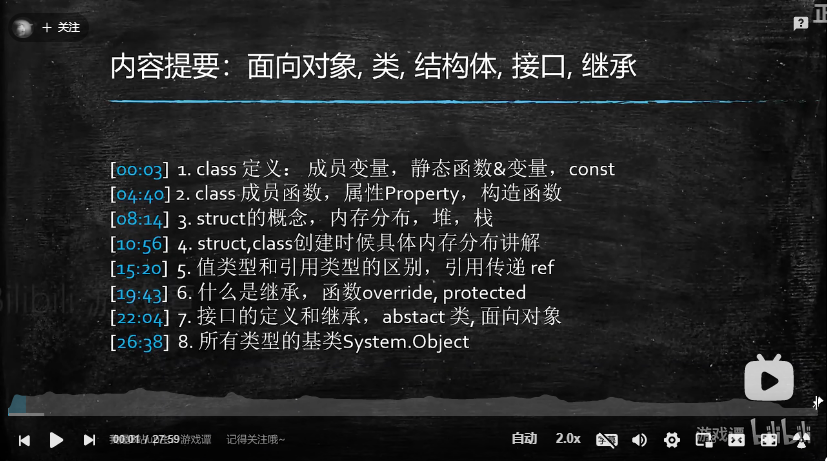 + 关注
内容提要：面向对象, 类, 结构体, 接口, 继承
[00:03] 1. class 定义： 成员变量，静态函数&变量，const
[04:40] 2. class 成员函数，属性Property，构造函数
[08:14] 3. struct的概念，内存分布，堆，栈
[10:56] 4. struct,class创建时候具体内存分布讲解
[15:20] 5. 值类型和引用类型的区别，引用传递 ref
[19:43] 6. 什么是继承，函数override, protected
[22:04] 7. 接口的定义和继承，abstact 类, 面向对象
[26:38] 8. 所有类型的基类System.Object
00:01 / 27:59 游戏谭 记得关注哦~ 自动 2.0x 游戏谭 bilibili